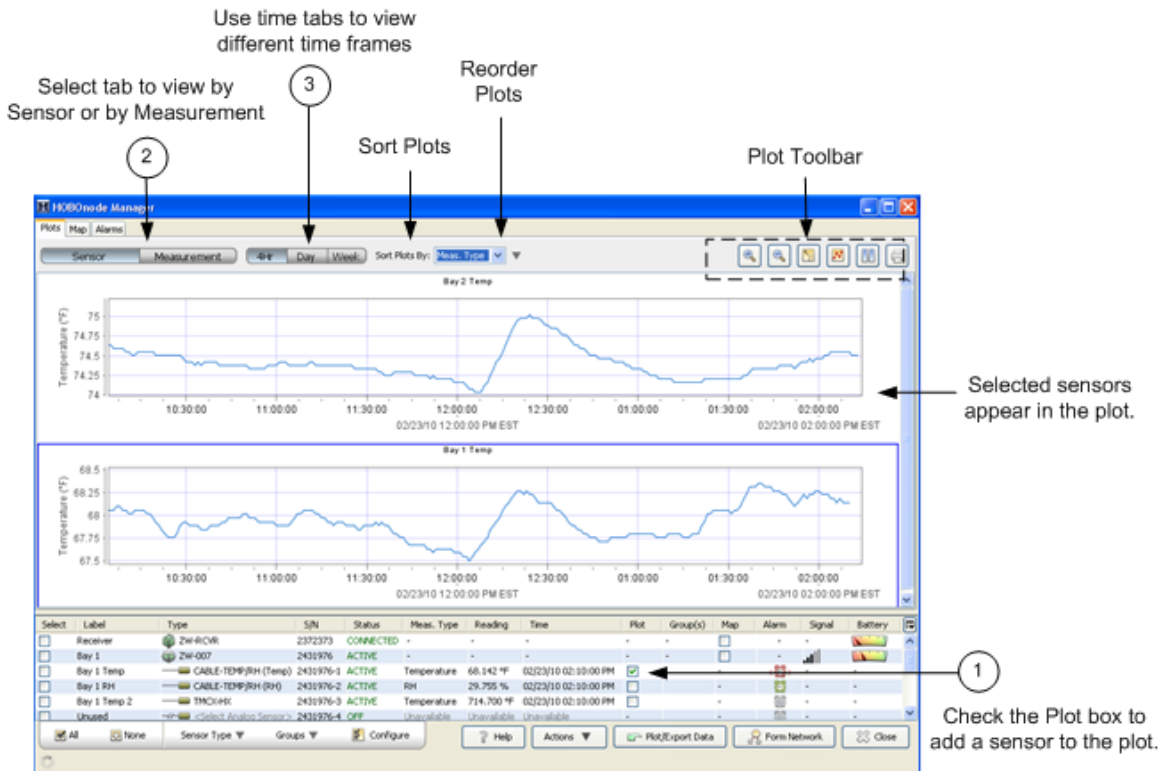 Use time tabs to view
different time frames
3
Reorder
Plots
Select tab to view by
Sensor or by Measurement
2
Sort Plots
Plot Toolbar
HOBOnode Manager
Plots Map Alarms
Sensor Measurement 4Hr Day Week Sort Plots By: Meas. Type
Bay 2 Temp
Temperature (°F)
75
74.75
74.5
74.25
74
10:30:00 11:00:00 11:30:00 12:00:00 12:30:00 01:00:00 01:30:00 02:00:00
02/23/10 12:00:00 PM EST 02/23/10 02:00:00 PM EST
Selected sensors
appear in the plot.
Bay 1 Temp
Temperature (°F)
68.5
68.25
68
67.75
67.5
10:30:00 11:00:00 11:30:00 12:00:00 12:30:00 01:00:00 01:30:00 02:00:00
02/23/10 12:00:00 PM EST 02/23/10 02:00:00 PM EST
Select Label Type S/N Status Meas. Type Reading Time Plot Group(s) Map Alarm Signal Battery
Receiver ZW-RCVR 2372373 CONNECTED - - - - - - -
Bay 1 ZW-007 2431976 ACTIVE - - - - - -
Bay 1 Temp CABLE-TEMP/RH (Temp) 2431976-1 ACTIVE Temperature 68.142 °F 02/23/10 02:10:00 PM - - - -
Bay 1 RH CABLE-TEMP/RH (RH) 2431976-2 ACTIVE RH 29.755 % 02/23/10 02:10:00 PM - - - -
Bay 1 Temp 2 TMCX-HX 2431976-3 ACTIVE Temperature 714.700 °F 02/23/10 02:10:00 PM - - - -
Unused <Select Analog Sensor> 2431976-4 OFF Unavailable Unavailable Unavailable - - - - -
All None Sensor Type Groups Configure Help Actions Plot/Export Data Form Network Close
1
Check the Plot box to
add a sensor to the plot.